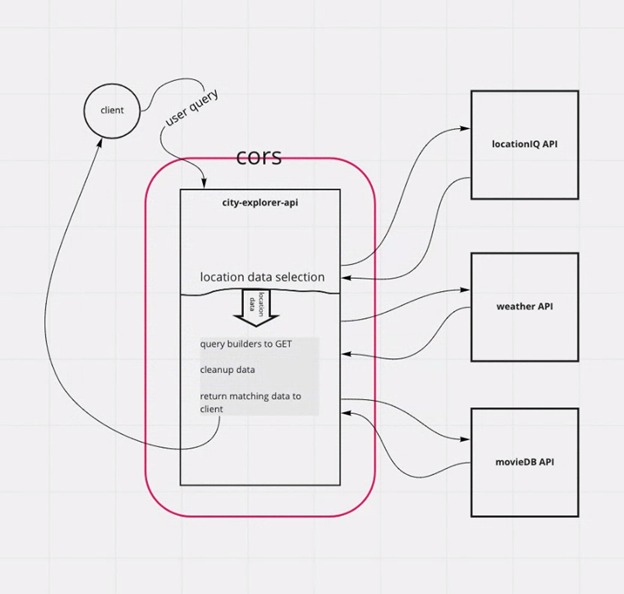 client
user query
cors
locationIQ API
city-explorer-api
location data selection
location
data
weather API
query builders to GET
cleanup data
return matching data to
client
movieDB API